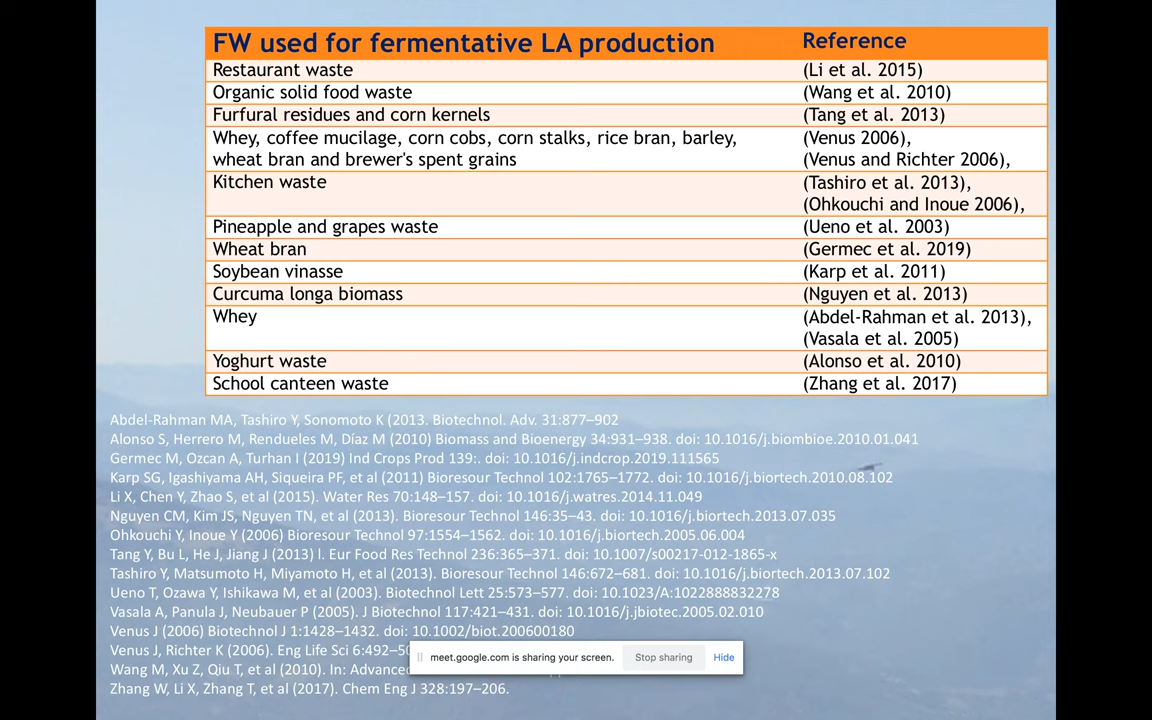 FW used for fermentative LA production Reference
Restaurant waste (Li et al. 2015)
Organic solid food waste (Wang et al. 2010)
Furfural residues and corn kernels (Tang et al. 2013)
Whey, coffee mucilage, corn cobs, corn stalks, rice bran, barley, (Venus 2006),
wheat bran and brewer's spent grains (Venus and Richter 2006),
Kitchen waste (Tashiro et al. 2013),
(Ohkouchi and Inoue 2006),
Pineapple and grapes waste (Ueno et al. 2003)
Wheat bran (Germec et al. 2019)
Soybean vinasse (Karp et al. 2011)
Curcuma longa biomass (Nguyen et al. 2013)
Whey (Abdel-Rahman et al. 2013),
(Vasala et al. 2005)
Yoghurt waste (Alonso et al. 2010)
School canteen waste (Zhang et al. 2017)
Abdel-Rahman MA, Tashiro Y, Sonomoto K (2013. Biotechnol. Adv. 31:877–902
Alonso S, Herrero M, Rendueles M, Díaz M (2010) Biomass and Bioenergy 34:931–938. doi: 10.1016/j.biombioe.2010.01.041
Germec M, Ozcan A, Turhan I (2019) Ind Crops Prod 139:. doi: 10.1016/j.indcrop.2019.111565
Karp SG, Igashiyama AH, Siqueira PF, et al (2011) Bioresour Technol 102:1765–1772. doi: 10.1016/j.biortech.2010.08.102
Li X, Chen Y, Zhao S, et al (2015). Water Res 70:148–157. doi: 10.1016/j.watres.2014.11.049
Nguyen CM, Kim JS, Nguyen TN, et al (2013). Bioresour Technol 146:35–43. doi: 10.1016/j.biortech.2013.07.035
Ohkouchi Y, Inoue Y (2006) Bioresour Technol 97:1554–1562. doi: 10.1016/j.biortech.2005.06.004
Tang Y, Bu L, He J, Jiang J (2013) l. Eur Food Res Technol 236:365–371. doi: 10.1007/s00217-012-1865-x
Tashiro Y, Matsumoto H, Miyamoto H, et al (2013). Bioresour Technol 146:672–681. doi: 10.1016/j.biortech.2013.07.102
Ueno T, Ozawa Y, Ishikawa M, et al (2003). Biotechnol Lett 25:573–577. doi: 10.1023/A:1022888832278
Vasala A, Panula J, Neubauer P (2005). J Biotechnol 117:421–431. doi: 10.1016/j.jbiotec.2005.02.010
Venus J (2006) Biotechnol J 1:1428–1432. doi: 10.1002/biot.200600180
Venus J, Richter K (2006). Eng Life Sci 6:492–
meet.google.com is sharing your screen. Stop sharing Hide
Wang M, Xu Z, Qiu T, et al (2010). In: Advanced
Zhang W, Li X, Zhang T, et al (2017). Chem Eng J 328:197–206.